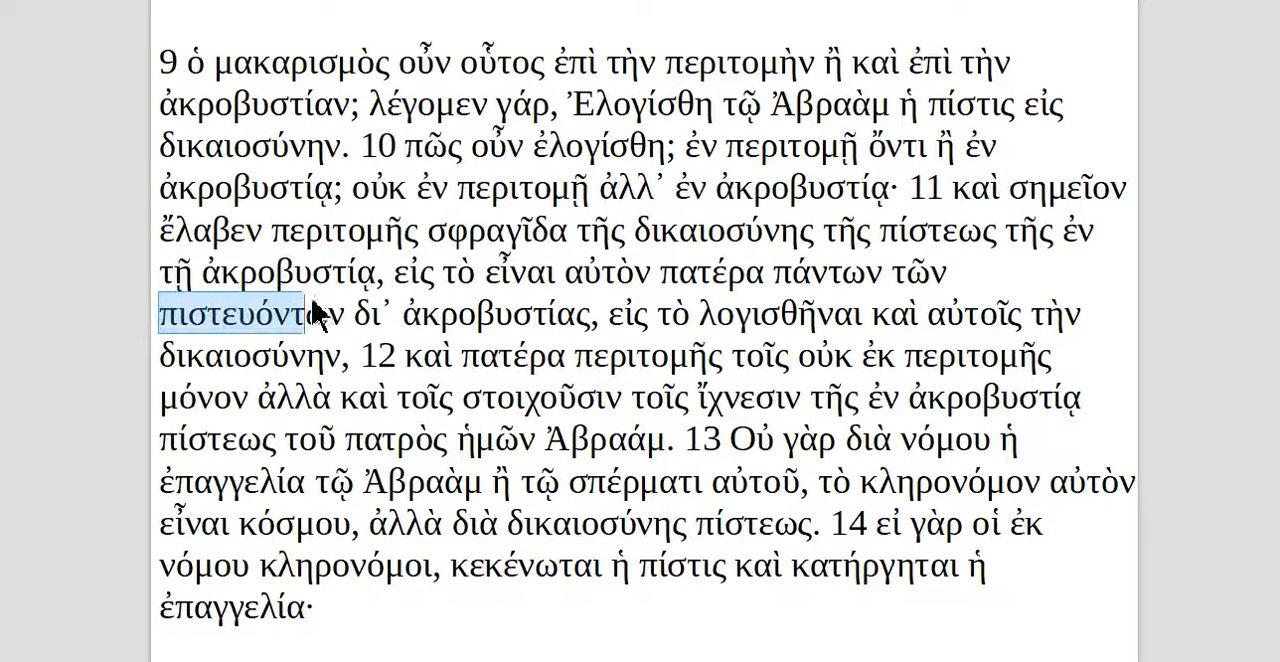 9 ὁ μακαρισμὸς οὖν οὗτος ἐπὶ τὴν περιτομὴν ἢ καὶ ἐπὶ τὴν
ἀκροβυστίαν; λέγομεν γάρ, Ἐλογίσθη τῷ Ἀβραὰμ ἡ πίστις εἰς
δικαιοσύνην. 10 πῶς οὖν ἐλογίσθη; ἐν περιτομῇ ὄντι ἢ ἐν
ἀκροβυστίᾳ; οὐκ ἐν περιτομῇ ἀλλ᾽ ἐν ἀκροβυστίᾳ· 11 καὶ σημεῖον
ἔλαβεν περιτομῆς σφραγῖδα τῆς δικαιοσύνης τῆς πίστεως τῆς ἐν
τῇ ἀκροβυστίᾳ, εἰς τὸ εἶναι αὐτὸν πατέρα πάντων τῶν
πιστευόντων δι᾽ ἀκροβυστίας, εἰς τὸ λογισθῆναι καὶ αὐτοῖς τὴν
δικαιοσύνην, 12 καὶ πατέρα περιτομῆς τοῖς οὐκ ἐκ περιτομῆς
μόνον ἀλλὰ καὶ τοῖς στοιχοῦσιν τοῖς ἴχνεσιν τῆς ἐν ἀκροβυστίᾳ
πίστεως τοῦ πατρὸς ἡμῶν Ἀβραάμ. 13 Οὐ γὰρ διὰ νόμου ἡ
ἐπαγγελία τῷ Ἀβραὰμ ἢ τῷ σπέρματι αὐτοῦ, τὸ κληρονόμον αὐτὸν
εἶναι κόσμου, ἀλλὰ διὰ δικαιοσύνης πίστεως. 14 εἰ γὰρ οἱ ἐκ
νόμου κληρονόμοι, κεκένωται ἡ πίστις καὶ κατήργηται ἡ
ἐπαγγελία·